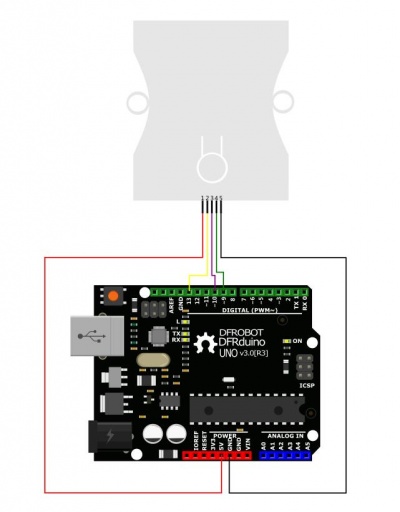 1 2 3 4 5
AREF
GND
13
12
~11
~10
~9
8
7
~6
~5
4
~3
2
TX 1
RX 0
DIGITAL (PWM~)
L
TX
RX
DFROBOT
DFRduino
UNO v3.0[R3]
ON
ICSP
POWER
ANALOG IN
IOREF
RESET
3V3
5V
GND
GND
VIN
A0
A1
A2
A3
A4
A5